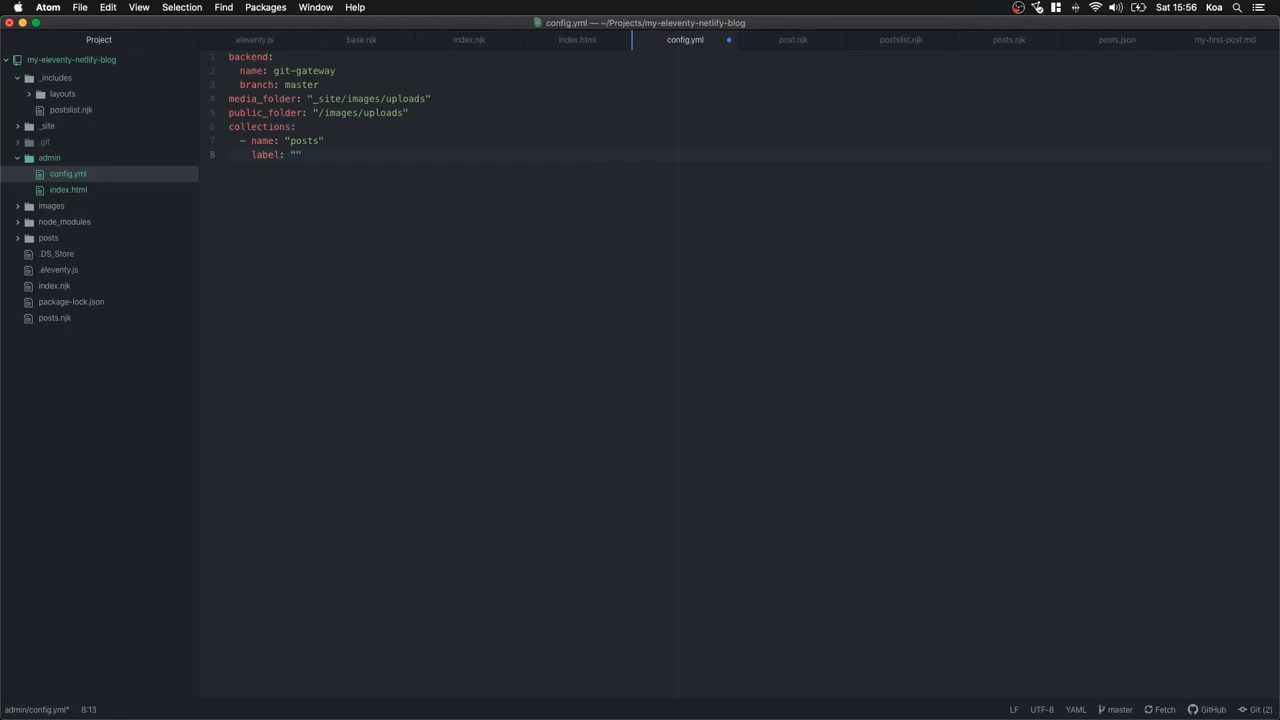 Atom File Edit View Selection Find Packages Window Help Sat 15:56 Koa
config.yml — ~/Projects/my-eleventy-netlify-blog
Project
.eleventy.js base.njk index.njk index.html config.yml post.njk postslist.njk posts.njk posts.json my-first-post.md
my-eleventy-netlify-blog
_includes
layouts
postslist.njk
_site
.git
admin
config.yml
index.html
images
node_modules
posts
.DS_Store
.eleventy.js
index.njk
package-lock.json
posts.njk
1 backend:
2 name: git-gateway
3 branch: master
4 media_folder: "_site/images/uploads"
5 public_folder: "/images/uploads"
6 collections:
7 - name: "posts"
8 label: ""
admin/config.yml* 8:13 LF UTF-8 YAML master Fetch GitHub Git (2)